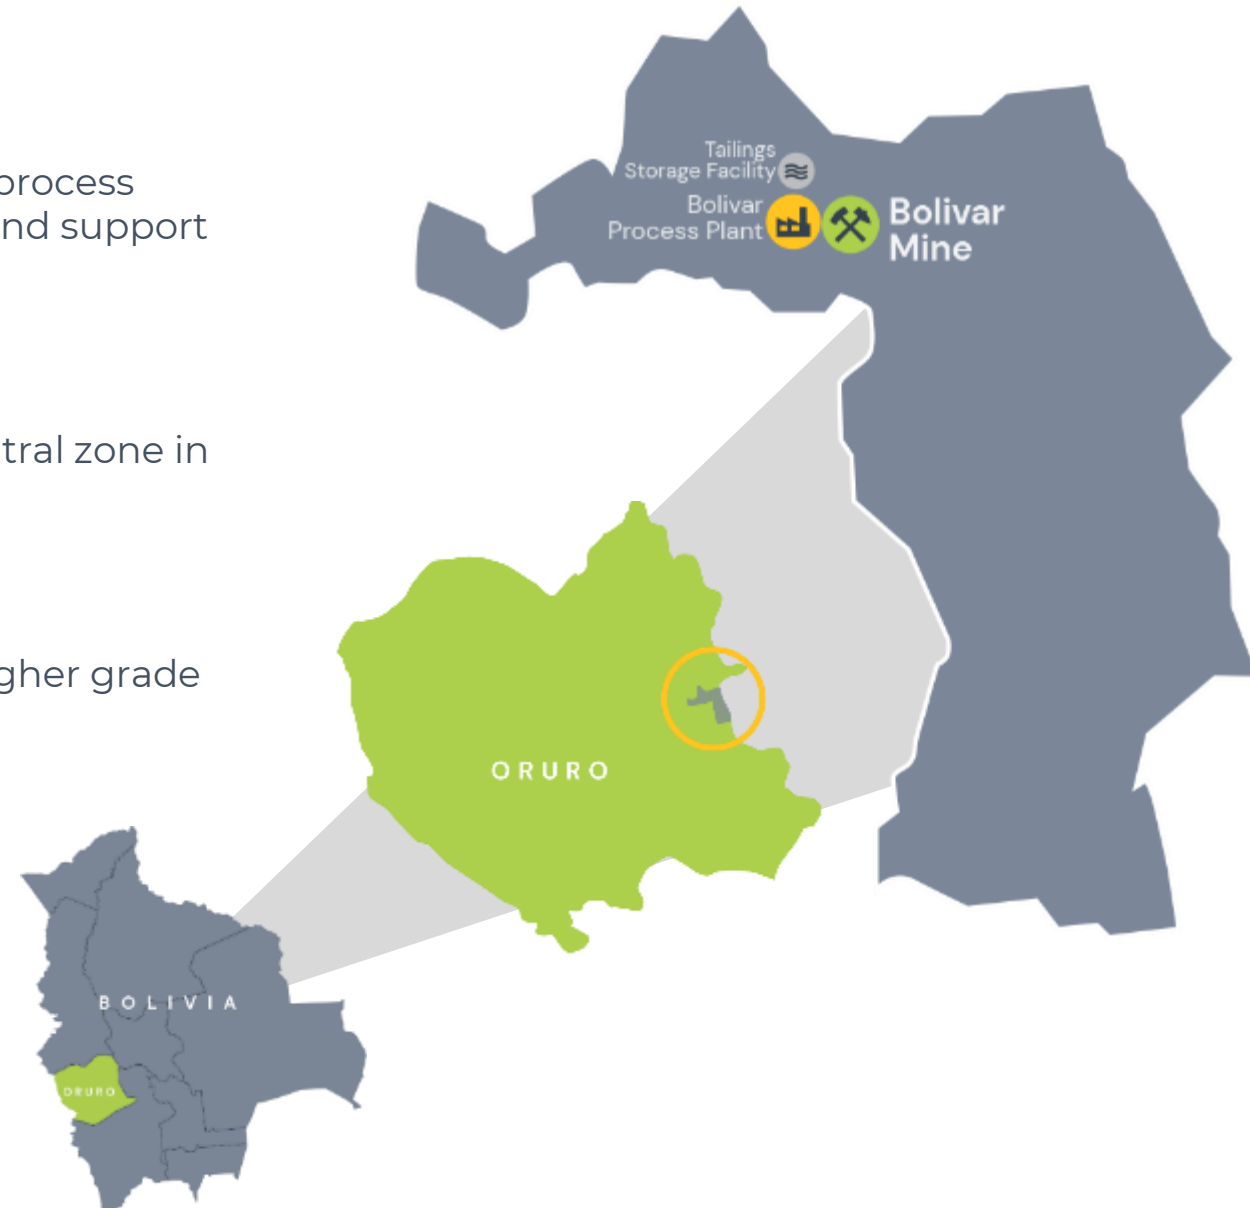 process
nd support
tral zone in
gher grade
Tailings
Storage Facility
Bolivar
Process Plant
Bolivar
Mine
ORURO
BOLIVIA
ORURO